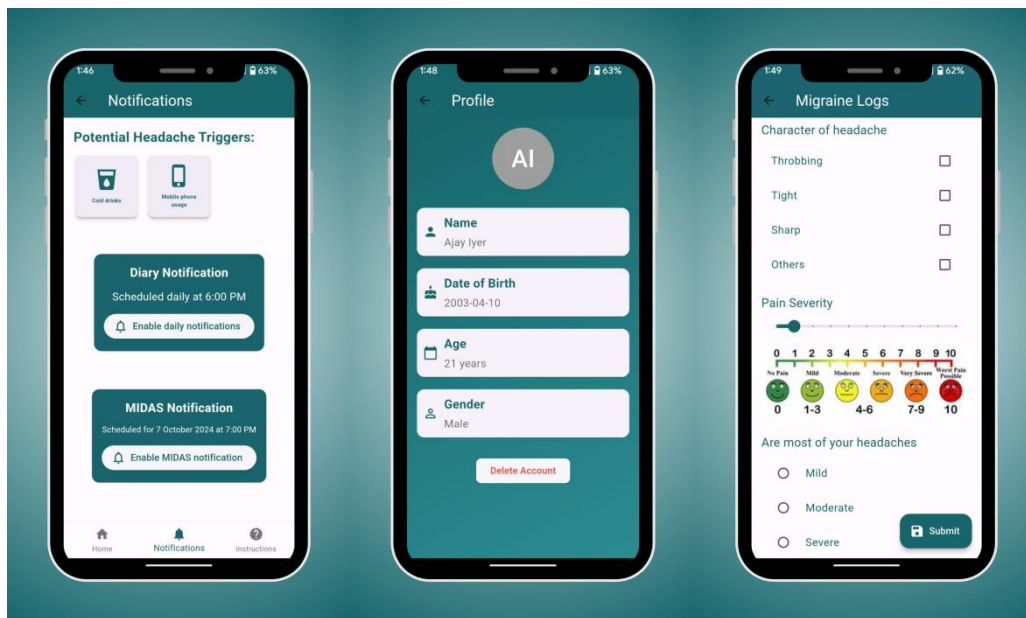 1:46
63%
Notifications
Potential Headache Triggers:
Cold drinks
Mobile phone
usage
Diary Notification
Scheduled daily at 6:00 PM
Enable daily notifications
MIDAS Notification
Scheduled for 7 October 2024 at 7:00 PM
Enable MIDAS notification
Home
Notifications
Instructions
1:48
63%
Profile
AI
Name
Ajay Iyer
Date of Birth
2003-04-10
Age
21 years
Gender
Male
Delete Account
1:49
62%
Migraine Logs
Character of headache
Throbbing
Tight
Sharp
Others
Pain Severity
0 1 2 3 4 5 6 7 8 9 10
No Pain Mild Moderate Severe Very Severe Worst Pain
Possible
0 1-3 4-6 7-9 10
Are most of your headaches
Mild
Moderate
Severe
Submit